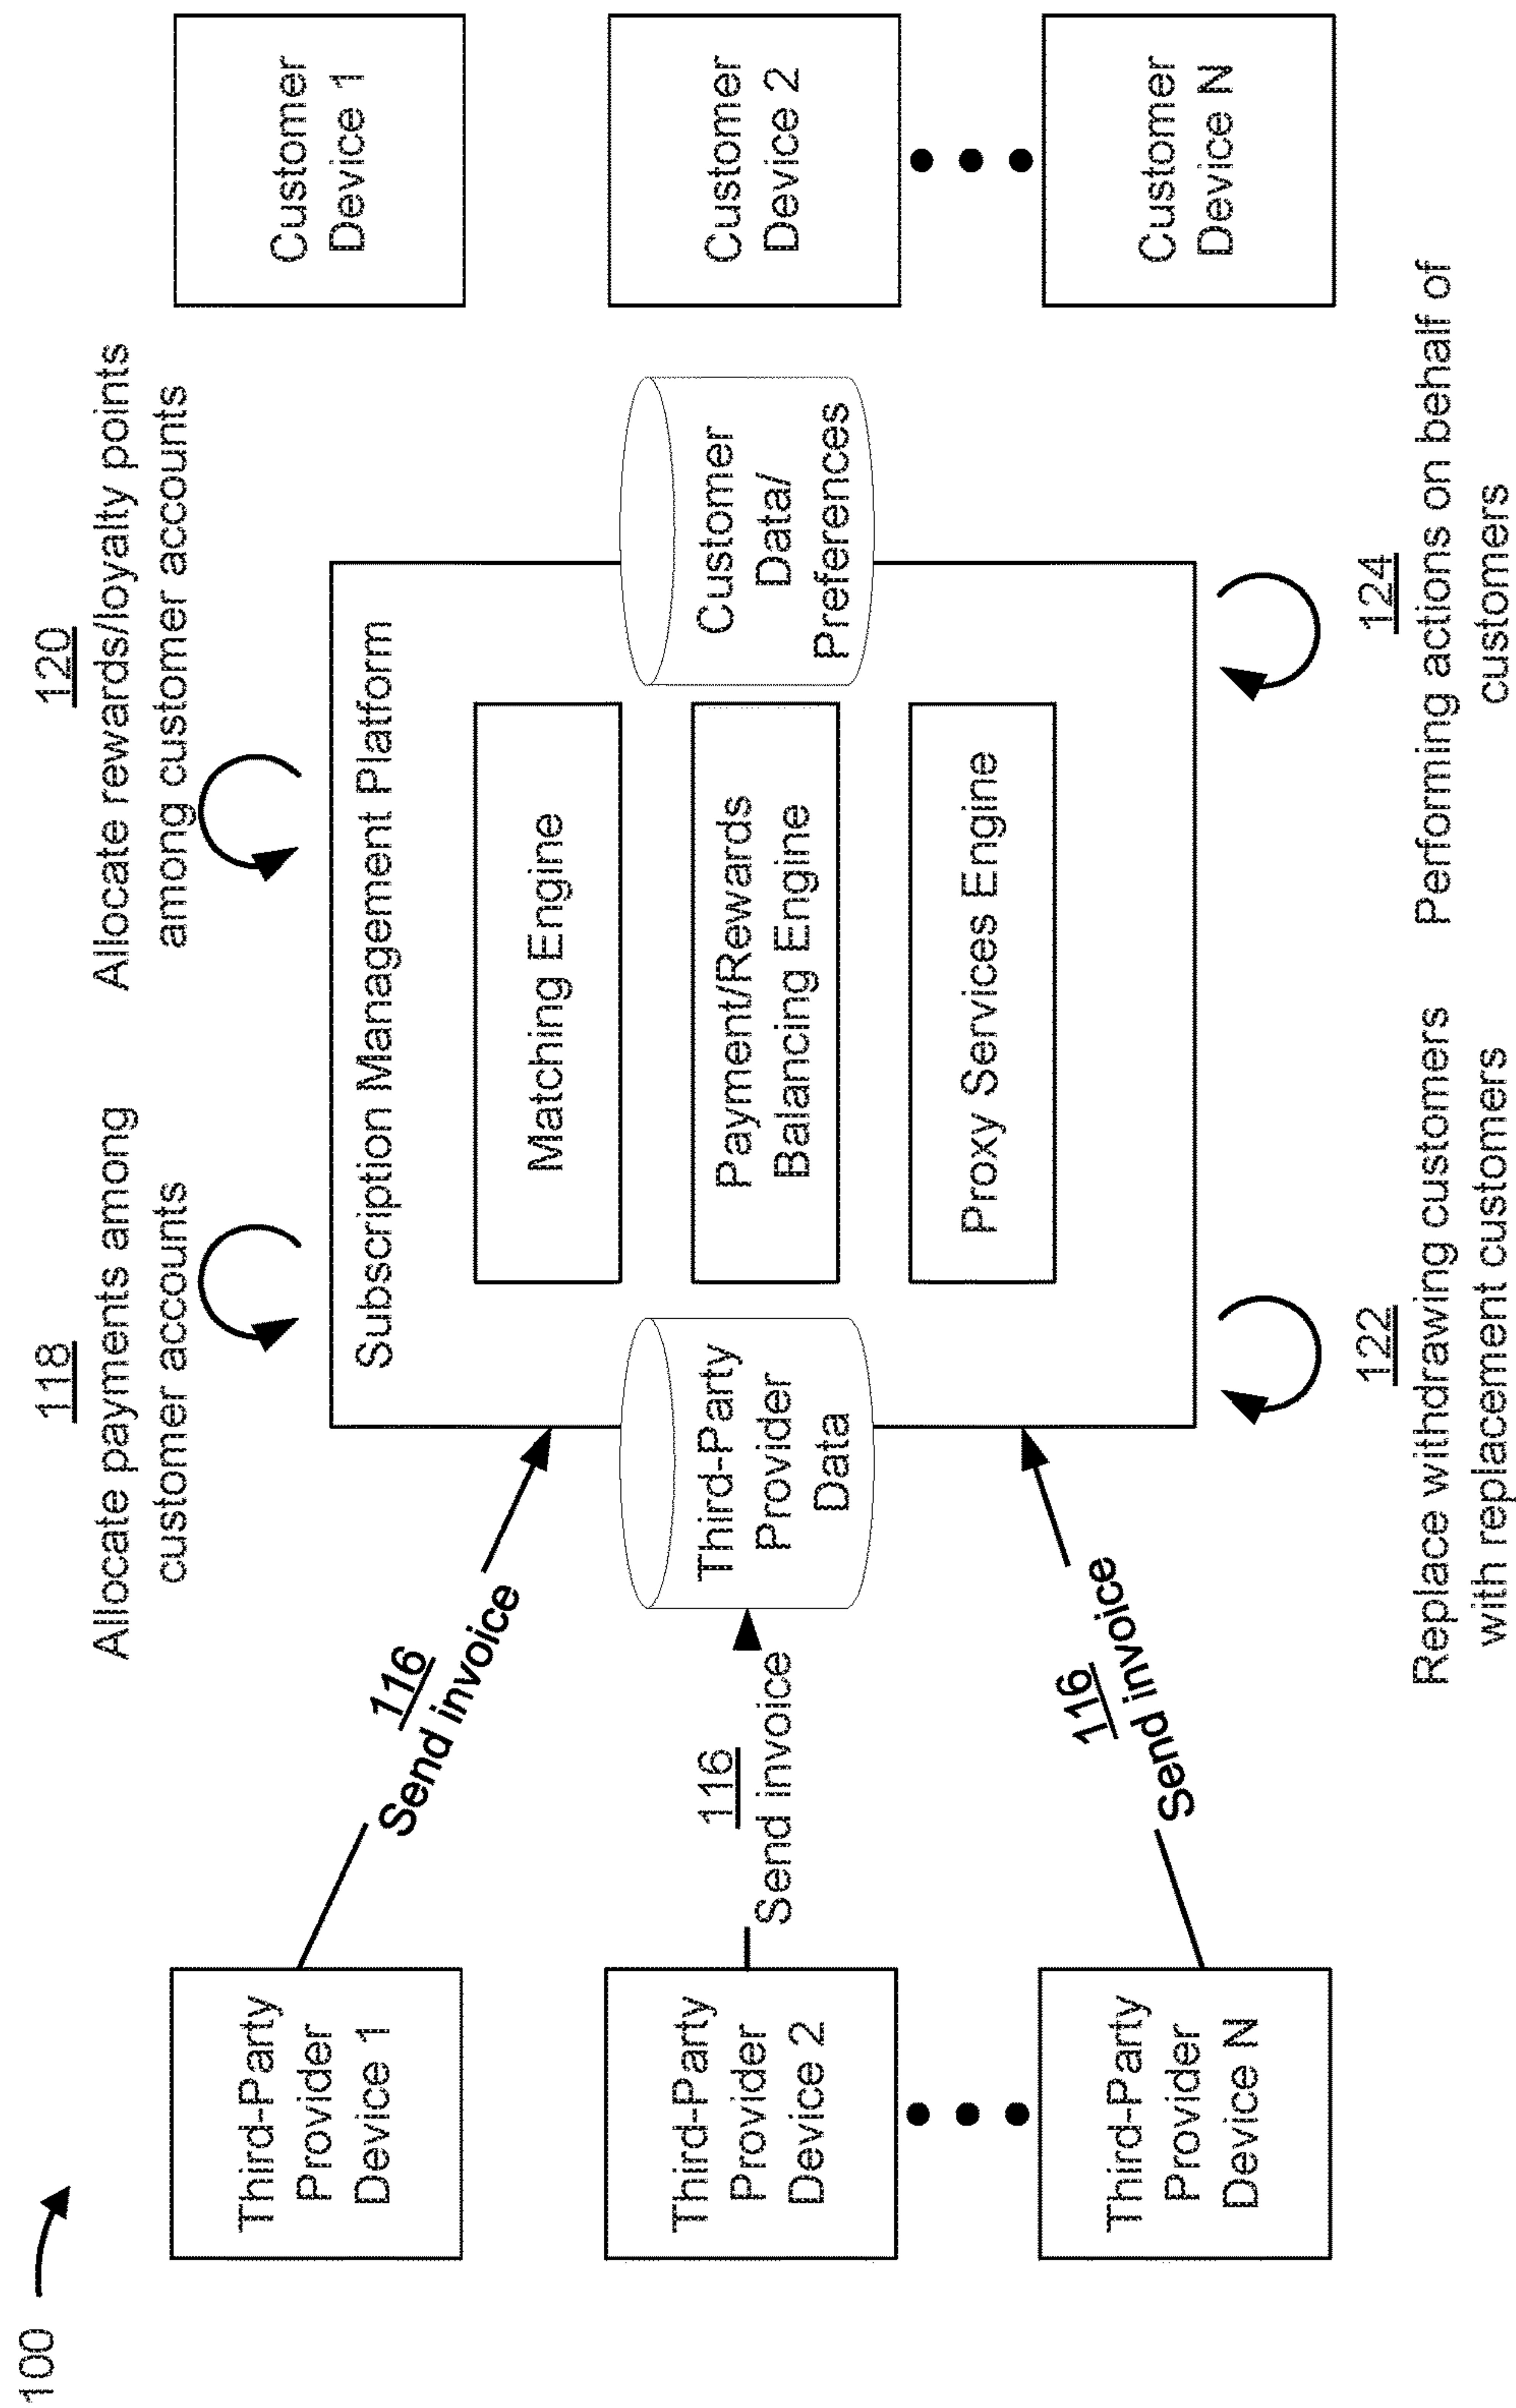 100
118
Allocate payments among
customer accounts
120
Allocate rewards/loyalty points
among customer accounts
Third-Party
Provider
Device 1
116
Send invoice
Subscription Management Platform
Matching Engine
Customer
Device 1
Third-Party
Provider
Device 2
116
Send invoice
Third-Party
Provider
Data
Payment/Rewards
Balancing Engine
Customer
Data/
Preferences
Customer
Device 2
Third-Party
Provider
Device N
116
Send invoice
Proxy Services Engine
Customer
Device N
122
Replace withdrawing customers
with replacement customers
124
Performing actions on behalf of
customers